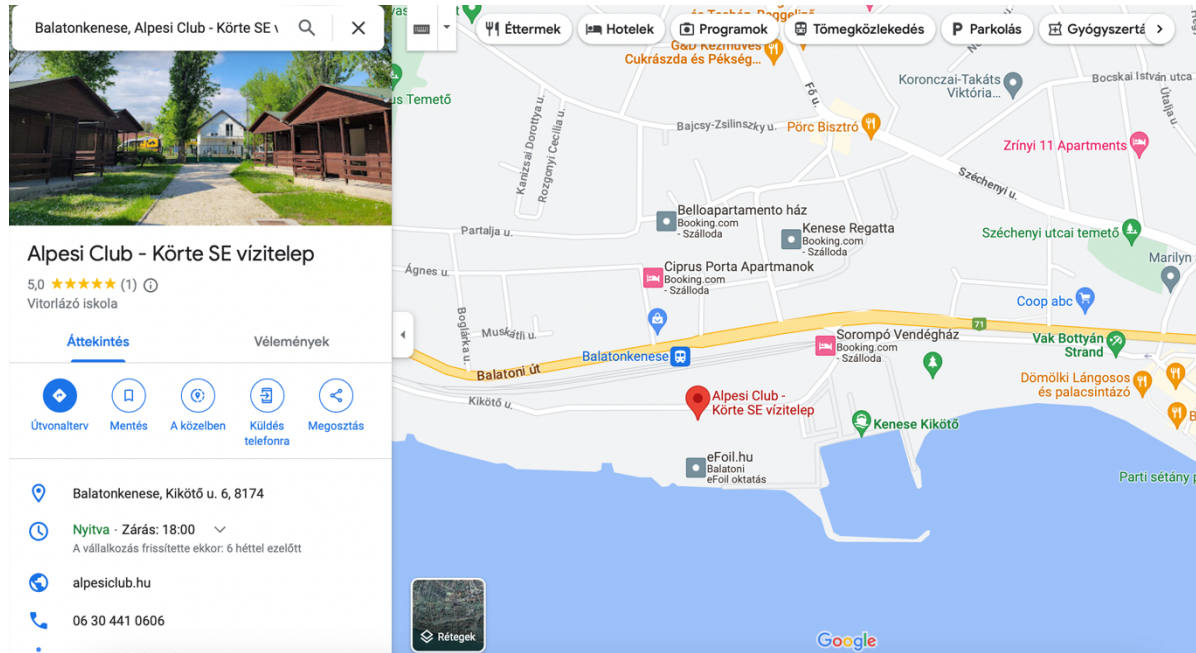 Balatonkenese, Alpesi Club - Körte SE
Alpesi Club - Körte SE vízitelep
5,0 (1)
Vitorlázó iskola
Áttekintés
Vélemények
Útvonalterv
Mentés
A közelben
Küldés
telefonra
Megosztás
Balatonkenese, Kikötő u. 6, 8174
Nyitva · Zárás: 18:00
A vállalkozás frissítette ekkor: 6 héttel ezelőtt
alpesiclub.hu
06 30 441 0606
Éttermek
Hotelek
Programok
Tömegközlekedés
P Parkolás
G&D Kézműves
Cukrászda és Pékség...
Temető
Kanizsai Dorottya u.
Rozgonyi Cecília u.
Bajcsy-Zsilinszky u.
Fő u.
Pörc Bisztró
Koronczai-Takáts
Viktória...
Bocskai István utca
Útalja u.
Zrínyi 11 Apartments
Széchenyi u.
Széchenyi utcai temető
Marilyn
Partalja u.
Belloapartamento ház
Booking.com
- Szálloda
Kenese Regatta
Booking.com
- Szálloda
Ágnes u.
Ciprus Porta Apartmanok
Booking.com
- Szálloda
Coop abc
Boglárka u.
Muskátli u.
71
Balatonkenese
Sorompó Vendégház
Booking.com
- Szálloda
Vak Bottyán
Strand
Balatoni út
Dömölki Lángosos
és palacsintázó
Kikötő u.
Alpesi Club -
Körte SE vízitelep
Kenese Kikötő
eFoil.hu
Balatoni
eFoil oktatás
Parti sétány
Rétegek
Google